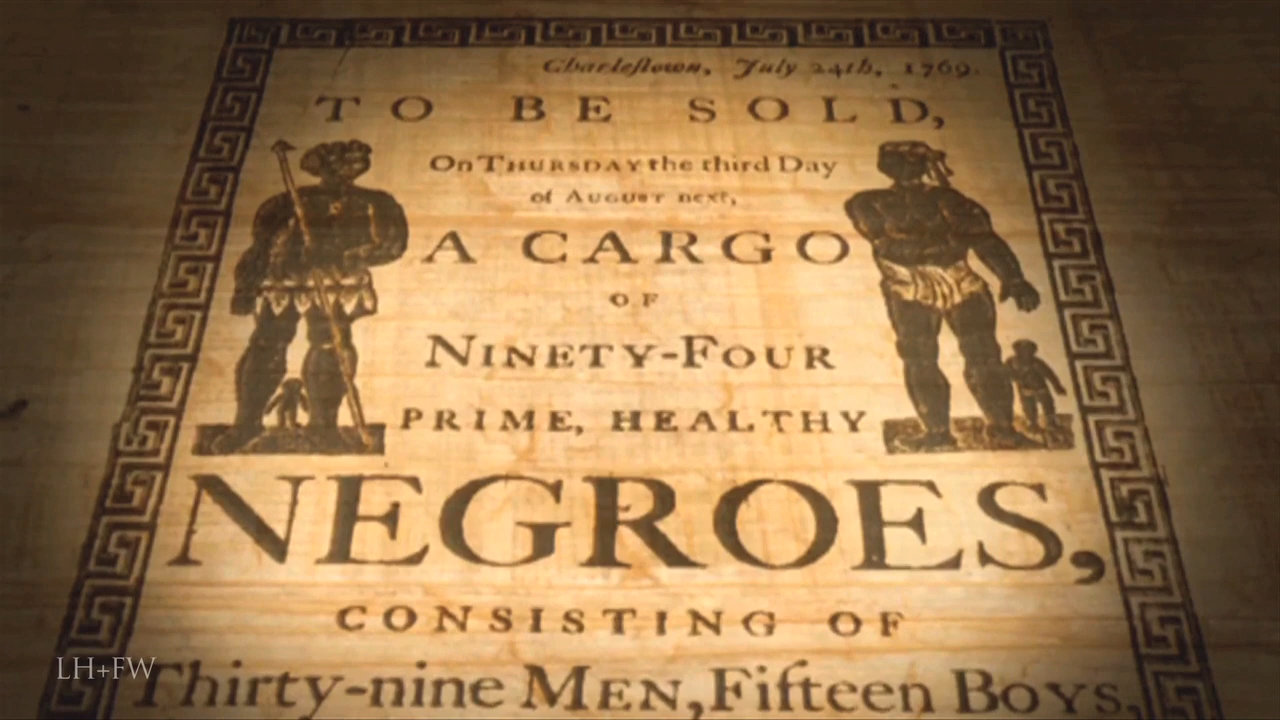 Charleſtown, July 24th, 1769.
TO BE SOLD,
On THURSDAY the third Day
of AUGUST next,
A CARGO
OF
NINETY-FOUR
PRIME, HEALTHY
NEGROES,
CONSISTING OF
Thirty-nine MEN, Fifteen BOYS,
LH+FW